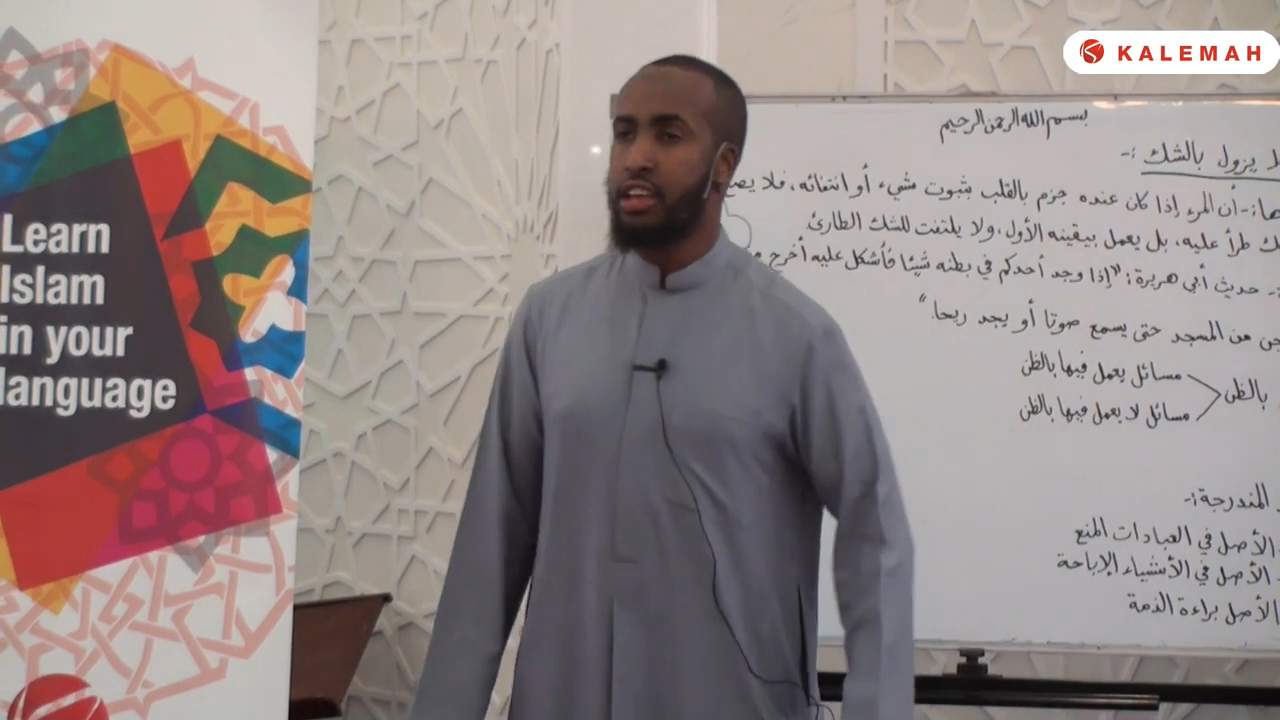 KALEMAH
Learn
Islam
in your
language
بسم الله الرحمن الرحيم
يزول بالشك :-
أن المرء إذا كان عنده جزم بالقلب بثبوت شيء أو انتفائه، فلا
طرأ عليه، بل يعمل بيقينه الأول، ولا يلتفت للشك الطارئ
حديث أبي هريرة: "إذا وجد أحدكم في بطنه شيئا فأشكل عليه أخرج
من المسجد حتى يسمع صوتا أو يجد ريحا."
بالظن
مسائل يعمل فيها بالظن
مسائل لا يعمل فيها بالظن
المندرجة :-
الأصل في العبادات المنع
الأصل في الأشياء الإباحة
الأصل براءة الذمة